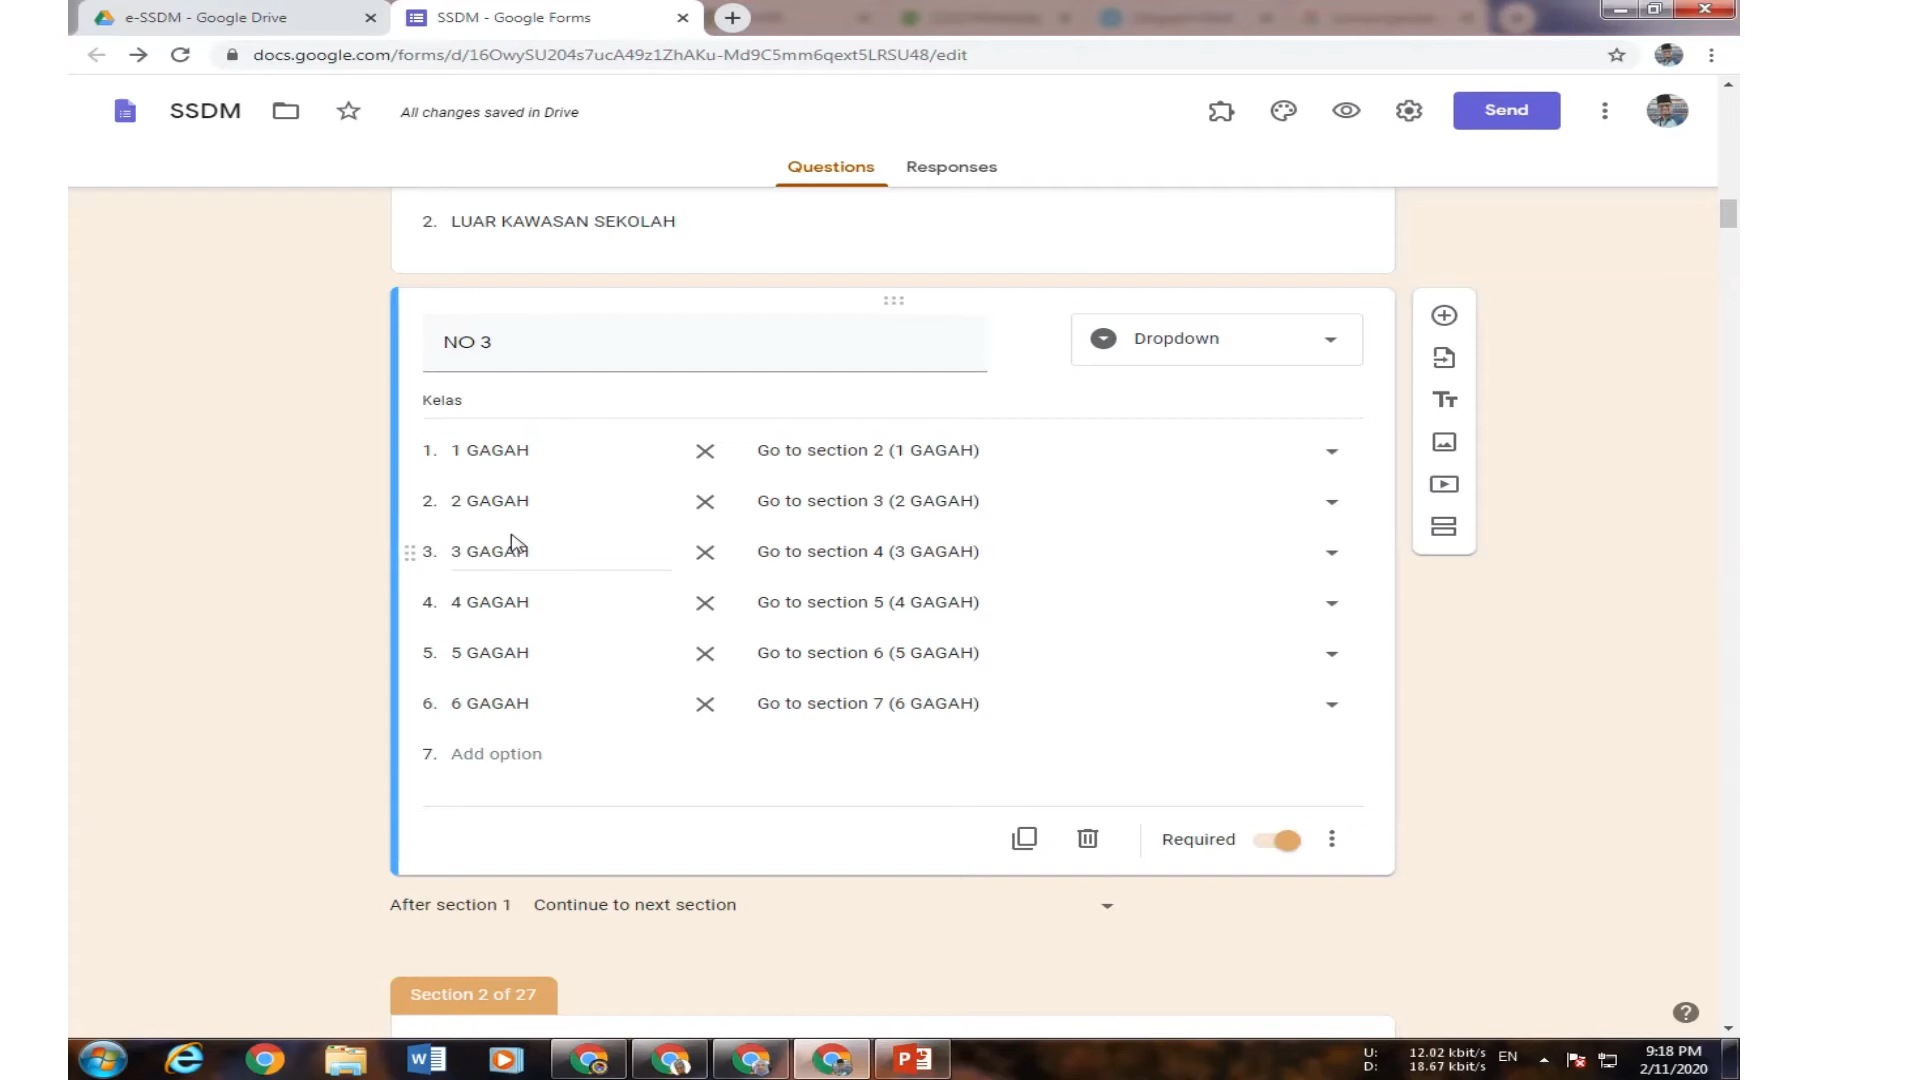 e-SSDM - Google Drive
SSDM - Google Forms
docs.google.com/forms/d/16OwySU204s7ucA49z1ZhAKu-Md9C5mm6qext5LRSU48/edit
SSDM
All changes saved in Drive
Send
Questions
Responses
2. LUAR KAWASAN SEKOLAH
NO 3
Dropdown
Kelas
1. 1 GAGAH Go to section 2 (1 GAGAH)
2. 2 GAGAH Go to section 3 (2 GAGAH)
3. 3 GAGAH Go to section 4 (3 GAGAH)
4. 4 GAGAH Go to section 5 (4 GAGAH)
5. 5 GAGAH Go to section 6 (5 GAGAH)
6. 6 GAGAH Go to section 7 (6 GAGAH)
7. Add option
Required
After section 1 Continue to next section
Section 2 of 27
U: 12.02 kbit/s
D: 18.67 kbit/s
EN
9:18 PM
2/11/2020